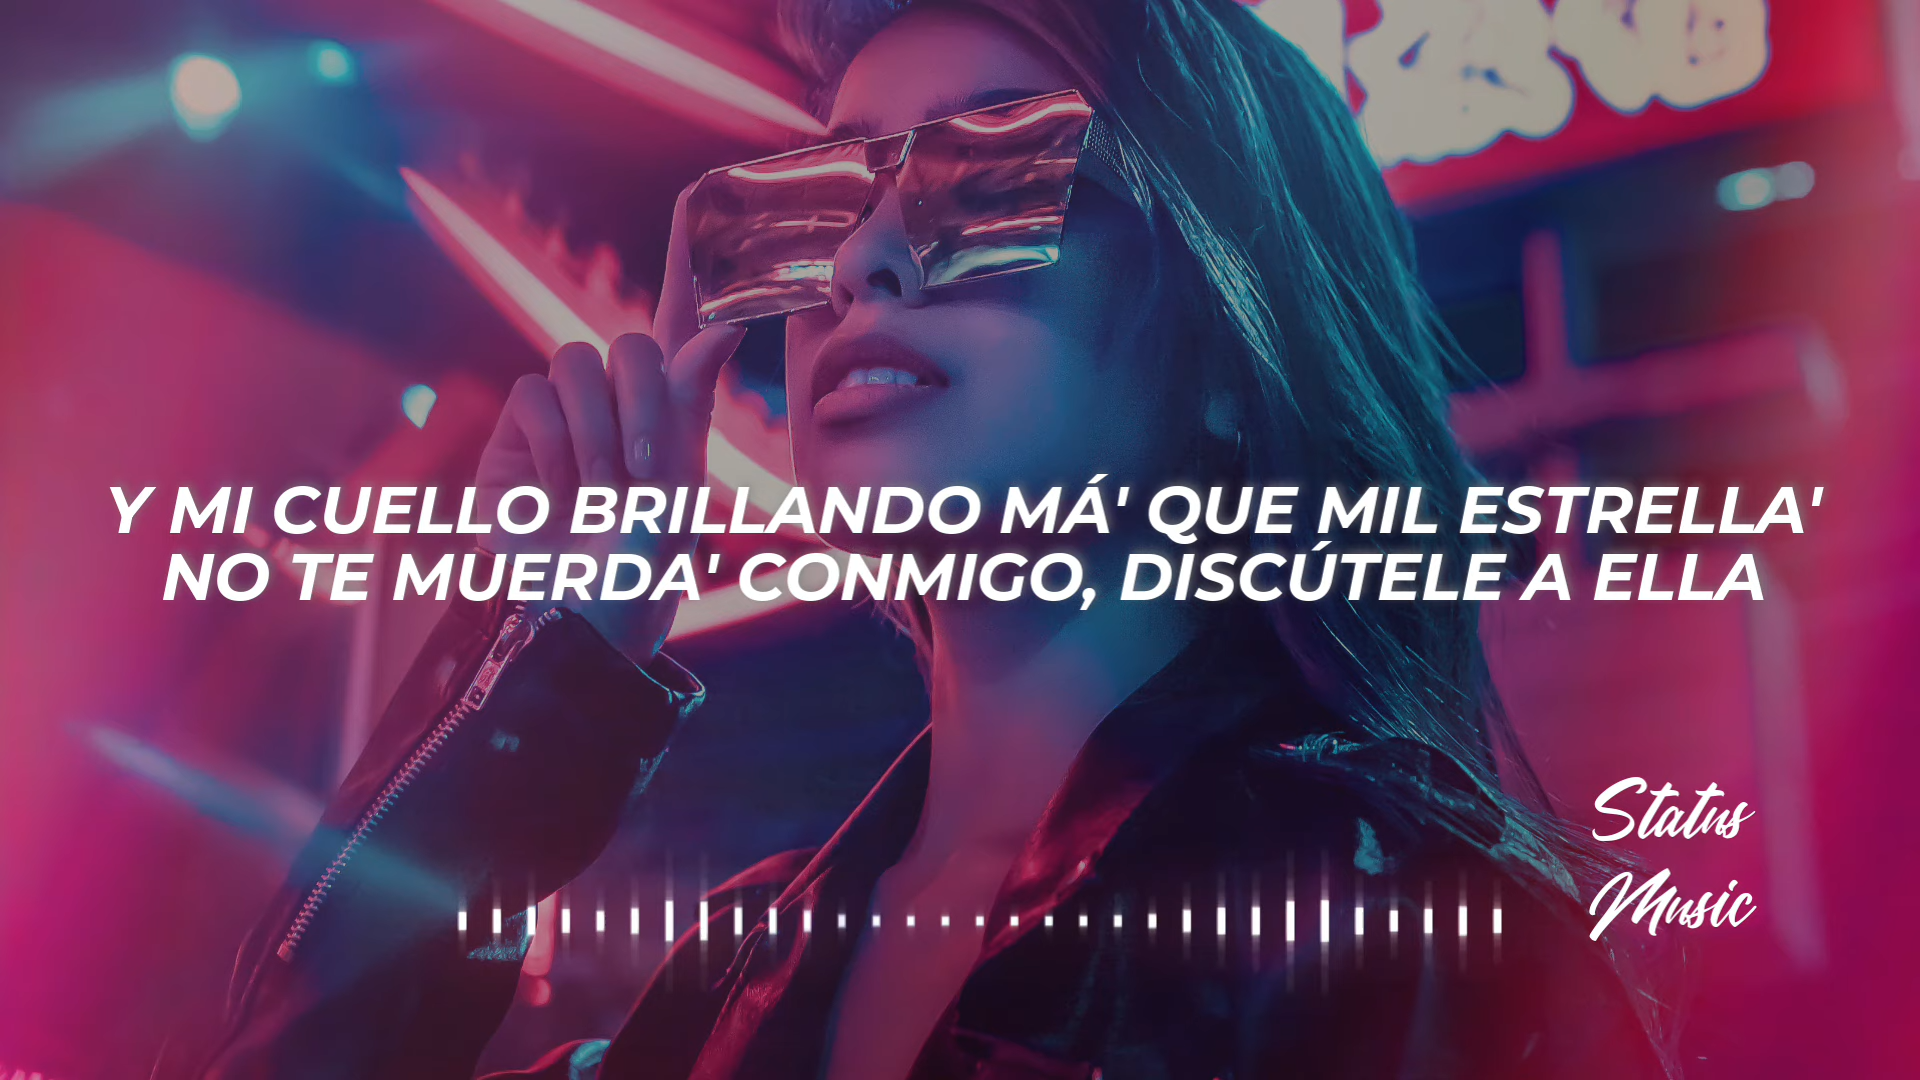 Y MI CUELLO BRILLANDO MÁ' QUE MIL ESTRELLA'
NO TE MUERDA' CONMIGO, DISCÚTELE A ELLA
Status
Music